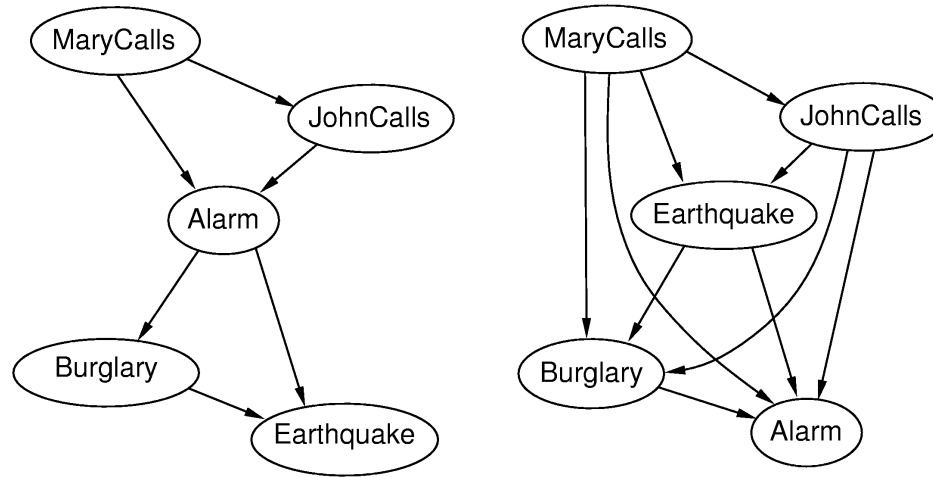 MaryCalls
JohnCalls
Alarm
Burglary
Earthquake
MaryCalls
JohnCalls
Earthquake
Burglary
Alarm